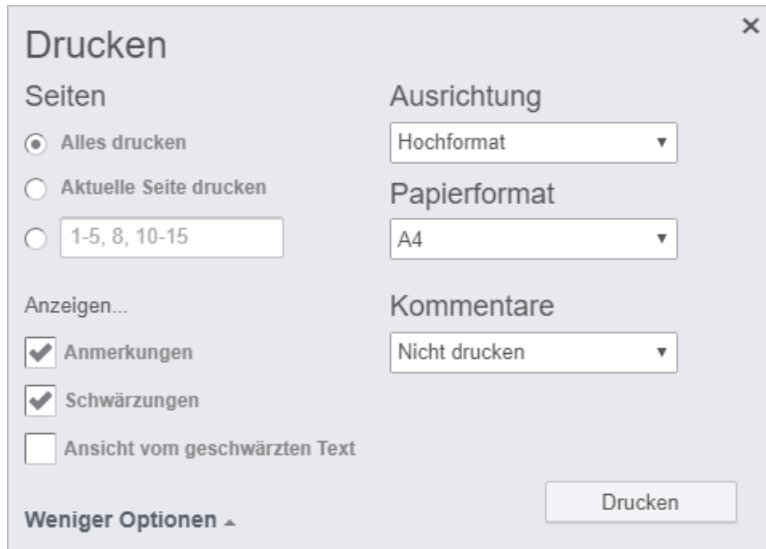 Drucken
Seiten
Alles drucken
Aktuelle Seite drucken
1-5, 8, 10-15
Anzeigen...
Anmerkungen
Schwärzungen
Ansicht vom geschwärzten Text
Weniger Optionen
Ausrichtung
Hochformat
Papierformat
A4
Kommentare
Nicht drucken
Drucken